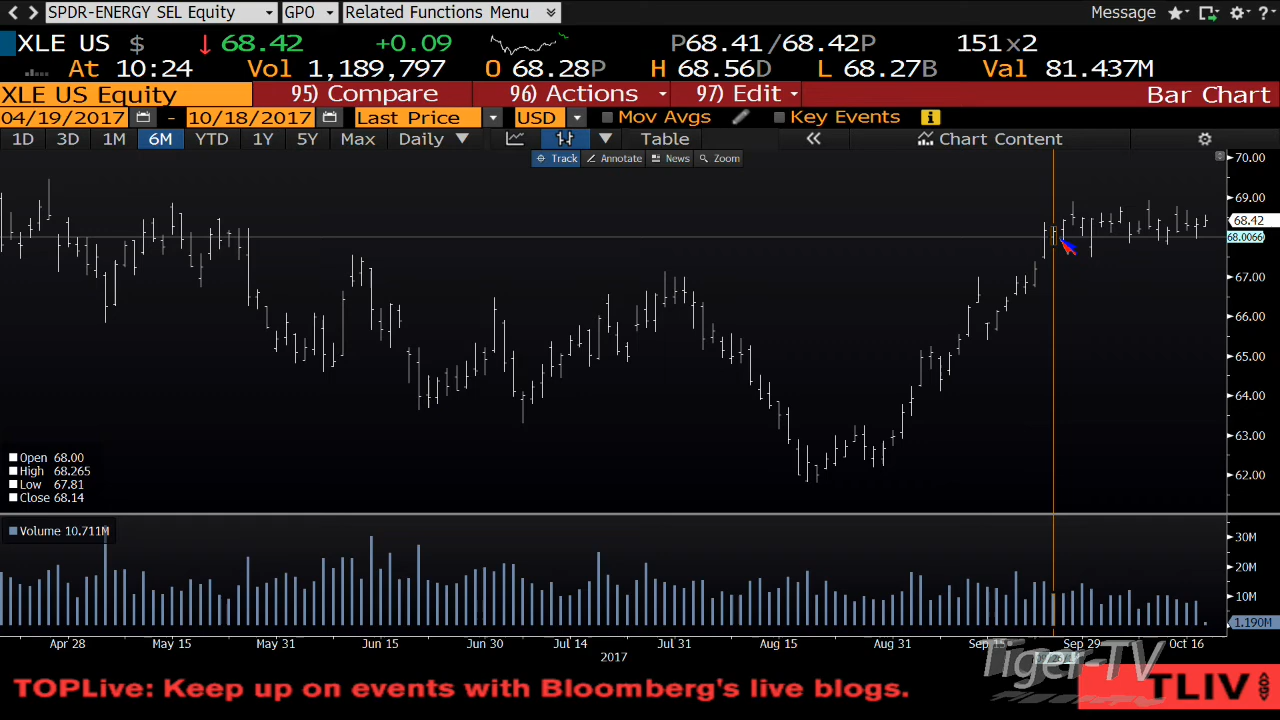 SPDR-ENERGY SEL Equity GPO Related Functions Menu Message ?
XLE US $ 68.42 +0.09 P68.41/68.42P 151x2
At 10:24 Vol 1,189,797 O 68.28P H 68.56D L 68.27B Val 81.437M
XLE US Equity 95) Compare 96) Actions 97) Edit Bar Chart
04/19/2017 - 10/18/2017 Last Price USD Mov Avgs Key Events i
1D 3D 1M 6M YTD 1Y 5Y Max Daily Table Chart Content
Track Annotate News Zoom
70.00
69.00
68.42
68.0066
67.00
66.00
65.00
64.00
63.00
62.00
Open 68.00
High 68.265
Low 67.81
Close 68.14
Volume 10.711M
30M
20M
10M
1.190M
Apr 28 May 15 May 31 Jun 15 Jun 30 Jul 14 Jul 31 Aug 15 Aug 31 Sep 15 Sep 29 Oct 16
2017
Tiger-TV
TOPLive: Keep up on events with Bloomberg's live blogs.
TLIV